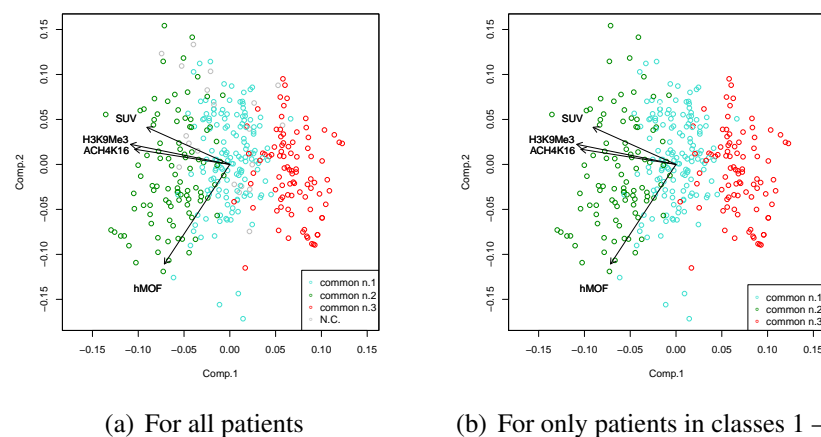 0.15
0.10
0.05
0.00
−0.05
−0.10
−0.15
Comp.2
SUV
H3K9Me3
ACH4K16
hMOF
common n.1
common n.2
common n.3
N.C.
−0.15 −0.10 −0.05 0.00 0.05 0.10 0.15
Comp.1
(a) For all patients
0.15
0.10
0.05
0.00
−0.05
−0.10
−0.15
Comp.2
SUV
H3K9Me3
ACH4K16
hMOF
common n.1
common n.2
common n.3
−0.15 −0.10 −0.05 0.00 0.05 0.10 0.15
Comp.1
(b) For only patients in classes 1 –